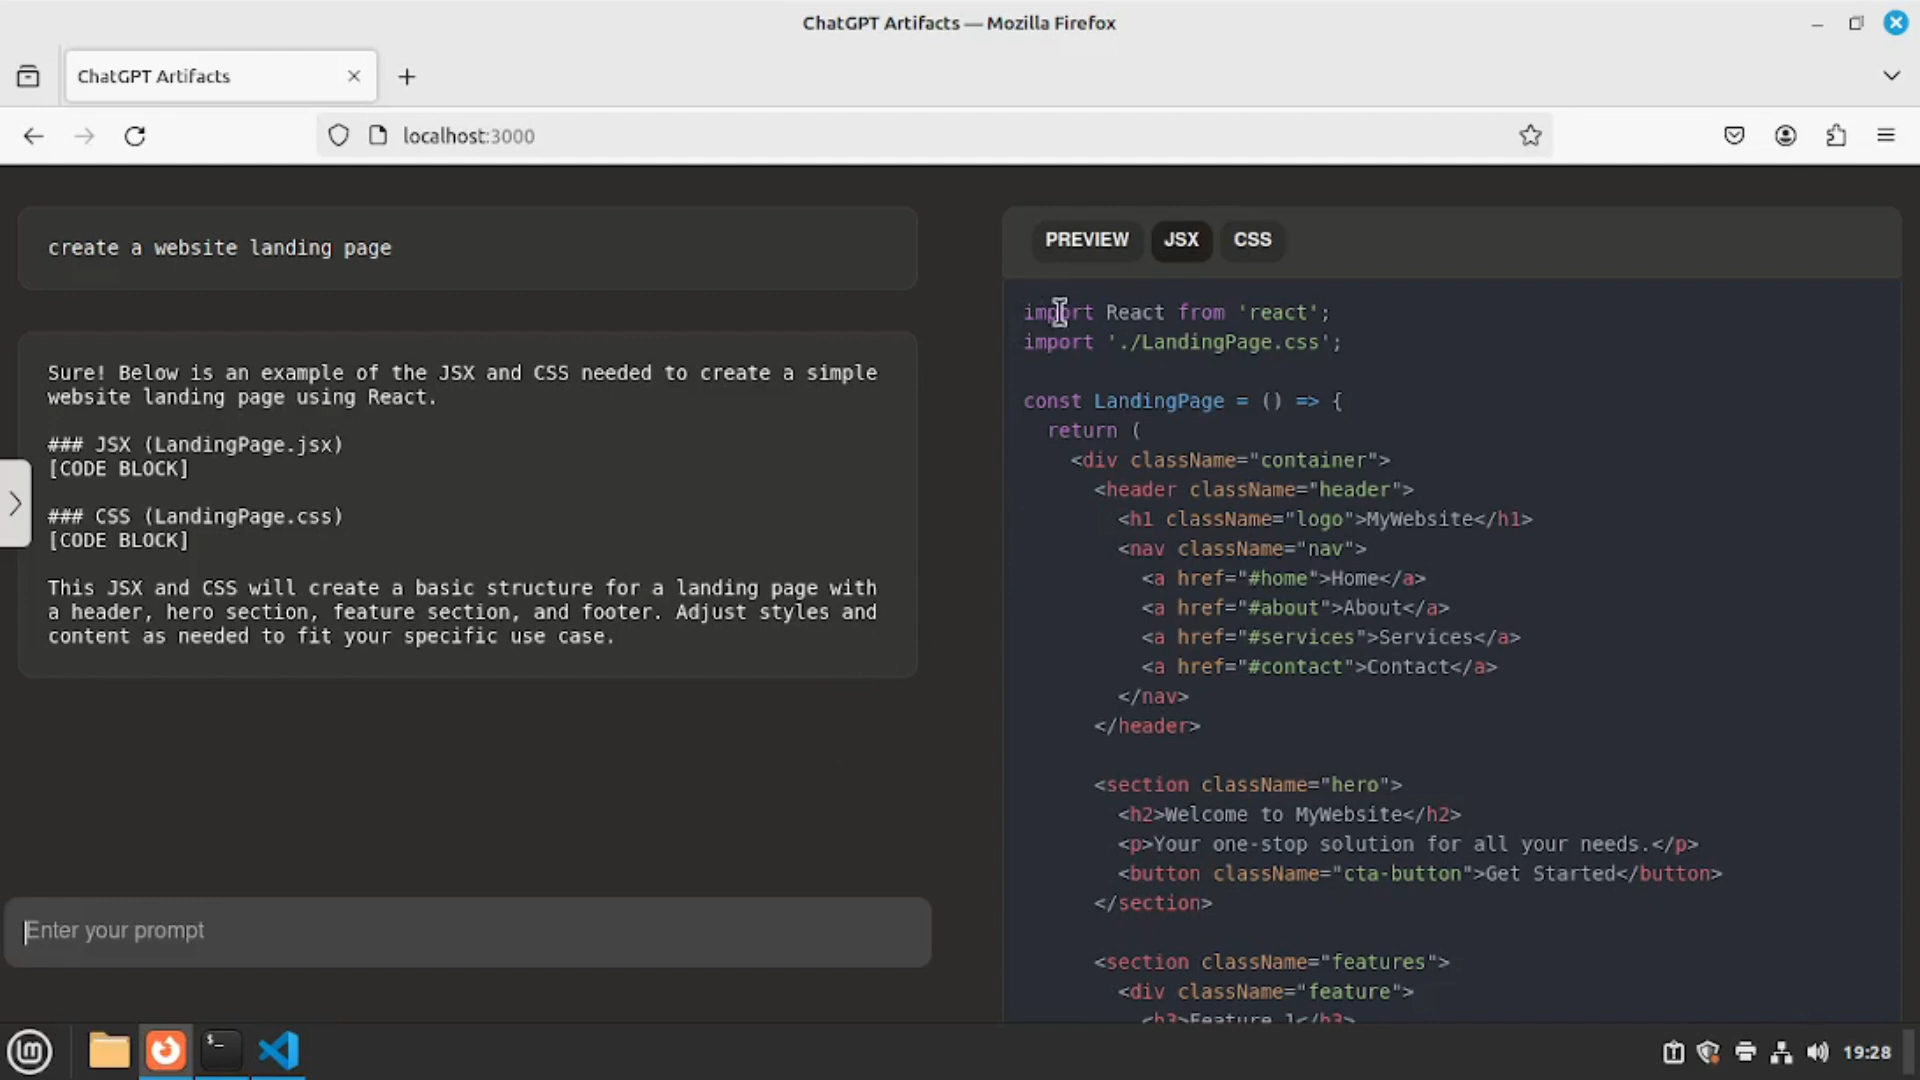 ChatGPT Artifacts — Mozilla Firefox
ChatGPT Artifacts
localhost:3000
create a website landing page
Sure! Below is an example of the JSX and CSS needed to create a simple
website landing page using React.
### JSX (LandingPage.jsx)
[CODE BLOCK]
### CSS (LandingPage.css)
[CODE BLOCK]
This JSX and CSS will create a basic structure for a landing page with
a header, hero section, feature section, and footer. Adjust styles and
content as needed to fit your specific use case.
Enter your prompt
PREVIEW JSX CSS
import React from 'react';
import './LandingPage.css';
const LandingPage = () => {
return (
<div className="container">
<header className="header">
<h1 className="logo">MyWebsite</h1>
<nav className="nav">
<a href="#home">Home</a>
<a href="#about">About</a>
<a href="#services">Services</a>
<a href="#contact">Contact</a>
</nav>
</header>
<section className="hero">
<h2>Welcome to MyWebsite</h2>
<p>Your one-stop solution for all your needs.</p>
<button className="cta-button">Get Started</button>
</section>
<section className="features">
<div className="feature">
<h3>Feature 1</h3>
19:28